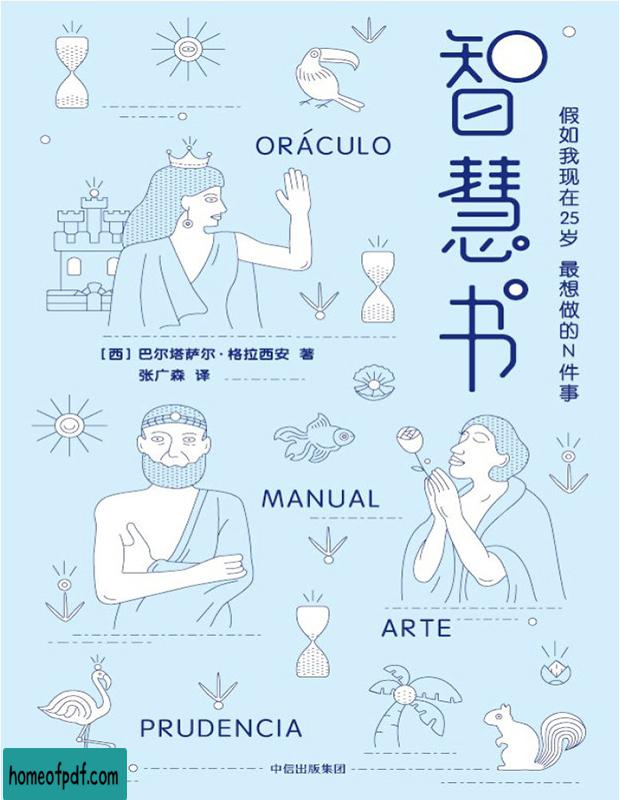 智慧书
假如我现在25岁 最想做的N件事
ORÁCULO
[西] 巴尔塔萨尔·格拉西安 著
张广森 译
MANUAL
ARTE
PRUDENCIA
中信出版集团
homeofpdf.com